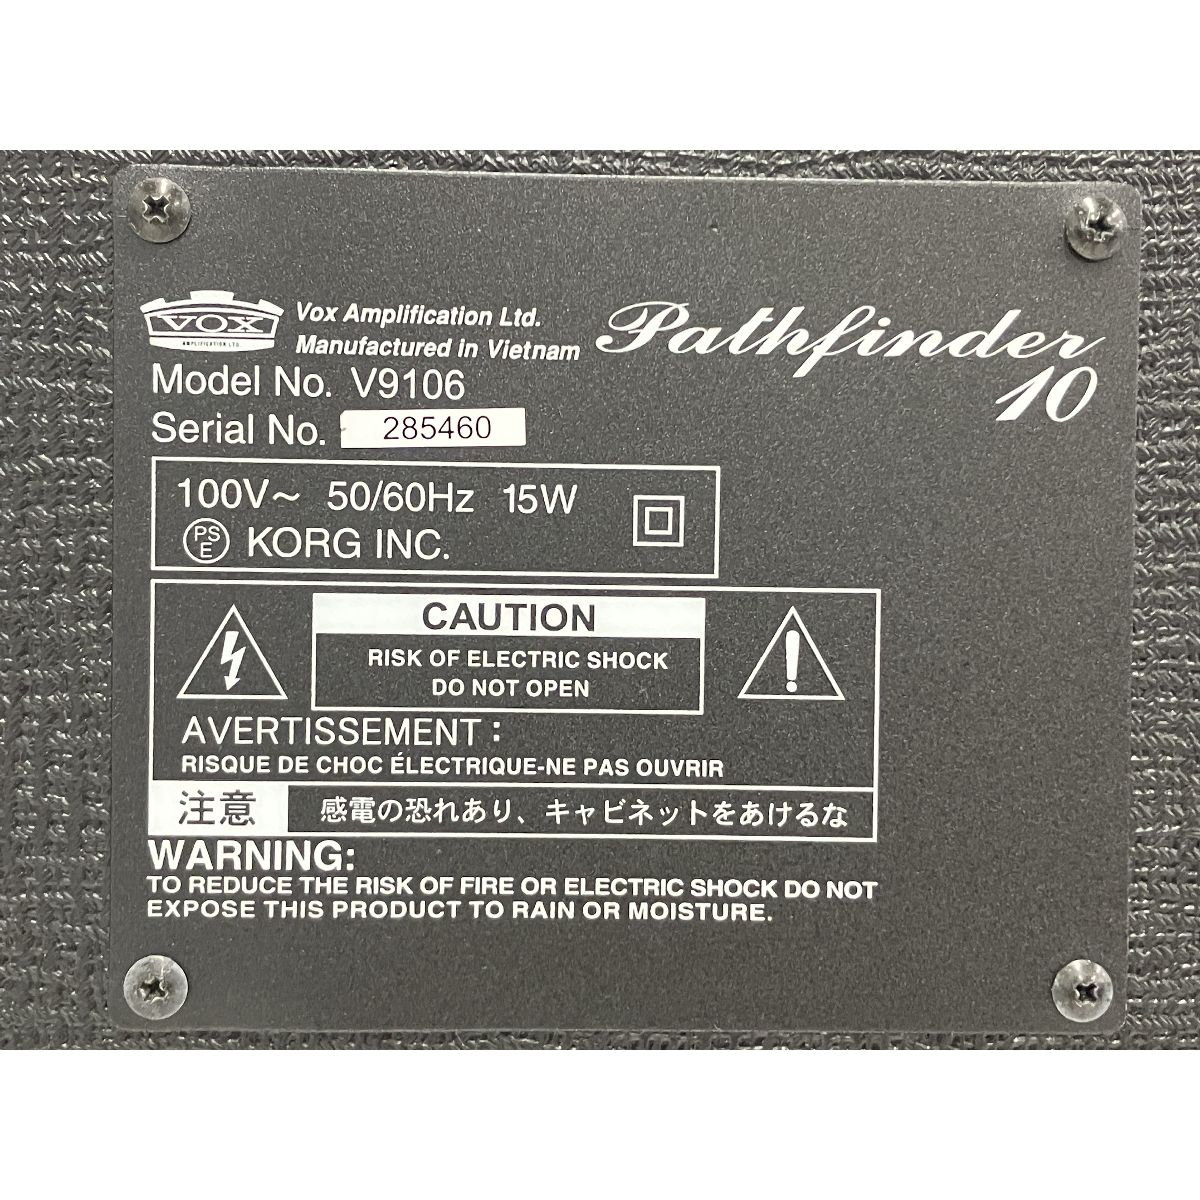 VOX
AMPLIFICATION LTD.
Vox Amplification Ltd.
Manufactured in Vietnam
Pathfinder
10
Model No. V9106
Serial No. 285460
100V~ 50/60Hz 15W
PS
E
KORG INC.
CAUTION
RISK OF ELECTRIC SHOCK
DO NOT OPEN
AVERTISSEMENT:
RISQUE DE CHOC ÉLECTRIQUE-NE PAS OUVRIR
注意 感電の恐れあり、キャビネットをあけるな
WARNING:
TO REDUCE THE RISK OF FIRE OR ELECTRIC SHOCK DO NOT
EXPOSE THIS PRODUCT TO RAIN OR MOISTURE.